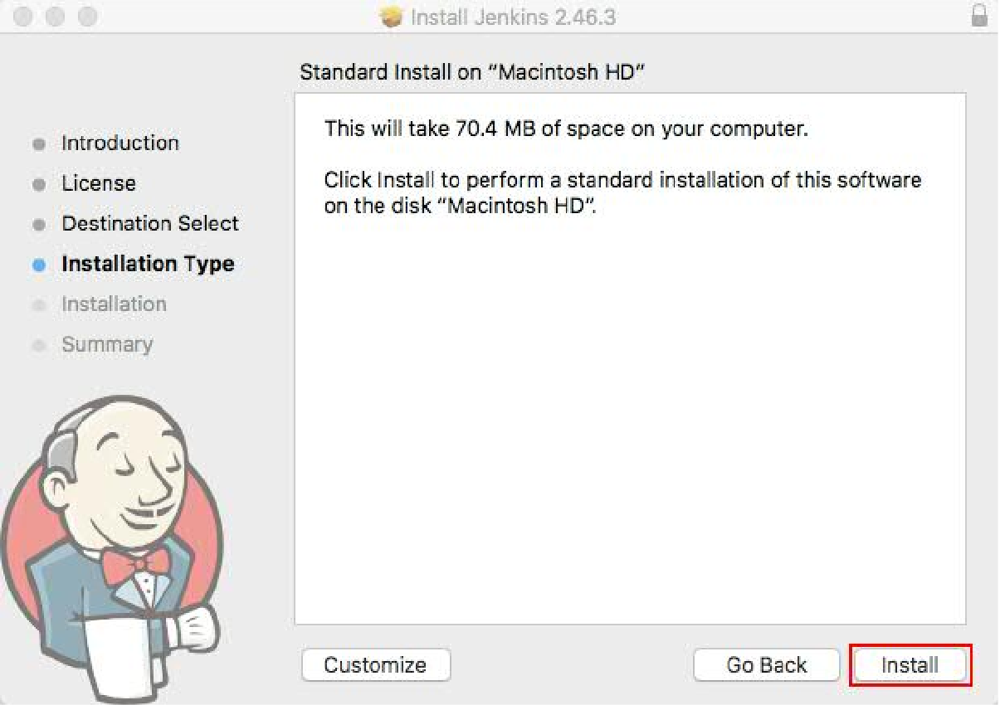 Install Jenkins 2.46.3
Standard Install on “Macintosh HD”
Introduction
License
Destination Select
Installation Type
Installation
Summary
This will take 70.4 MB of space on your computer.
Click Install to perform a standard installation of this software
on the disk “Macintosh HD”.
Customize
Go Back
Install